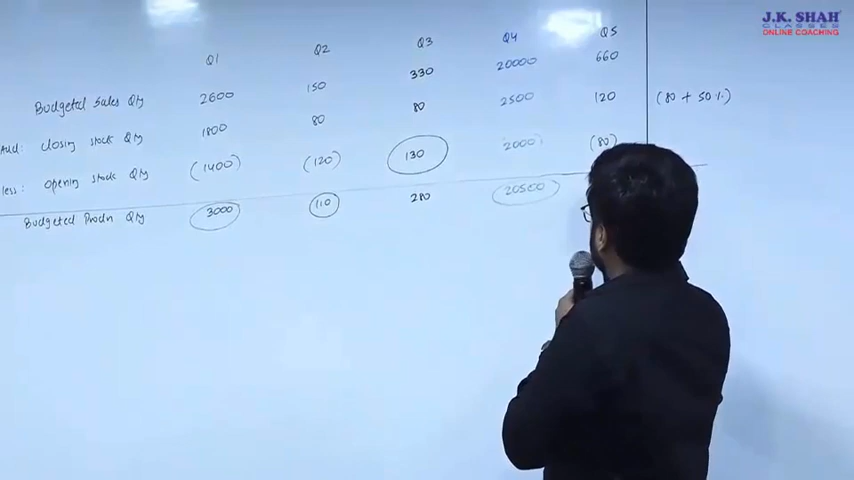 J.K. SHAH®
CLASSES
ONLINE COACHING
Q1 Q2 Q3 Q4 Q5
Budgeted Sales Qty 2600 150 330 20000 660
Add: closing stock Qty 1800 80 80 2500 120 (80 + 50%)
less: opening stock Qty (1400) (120) 130 2000 (80)
Budgeted Prodn Qty 3000 110 280 20500